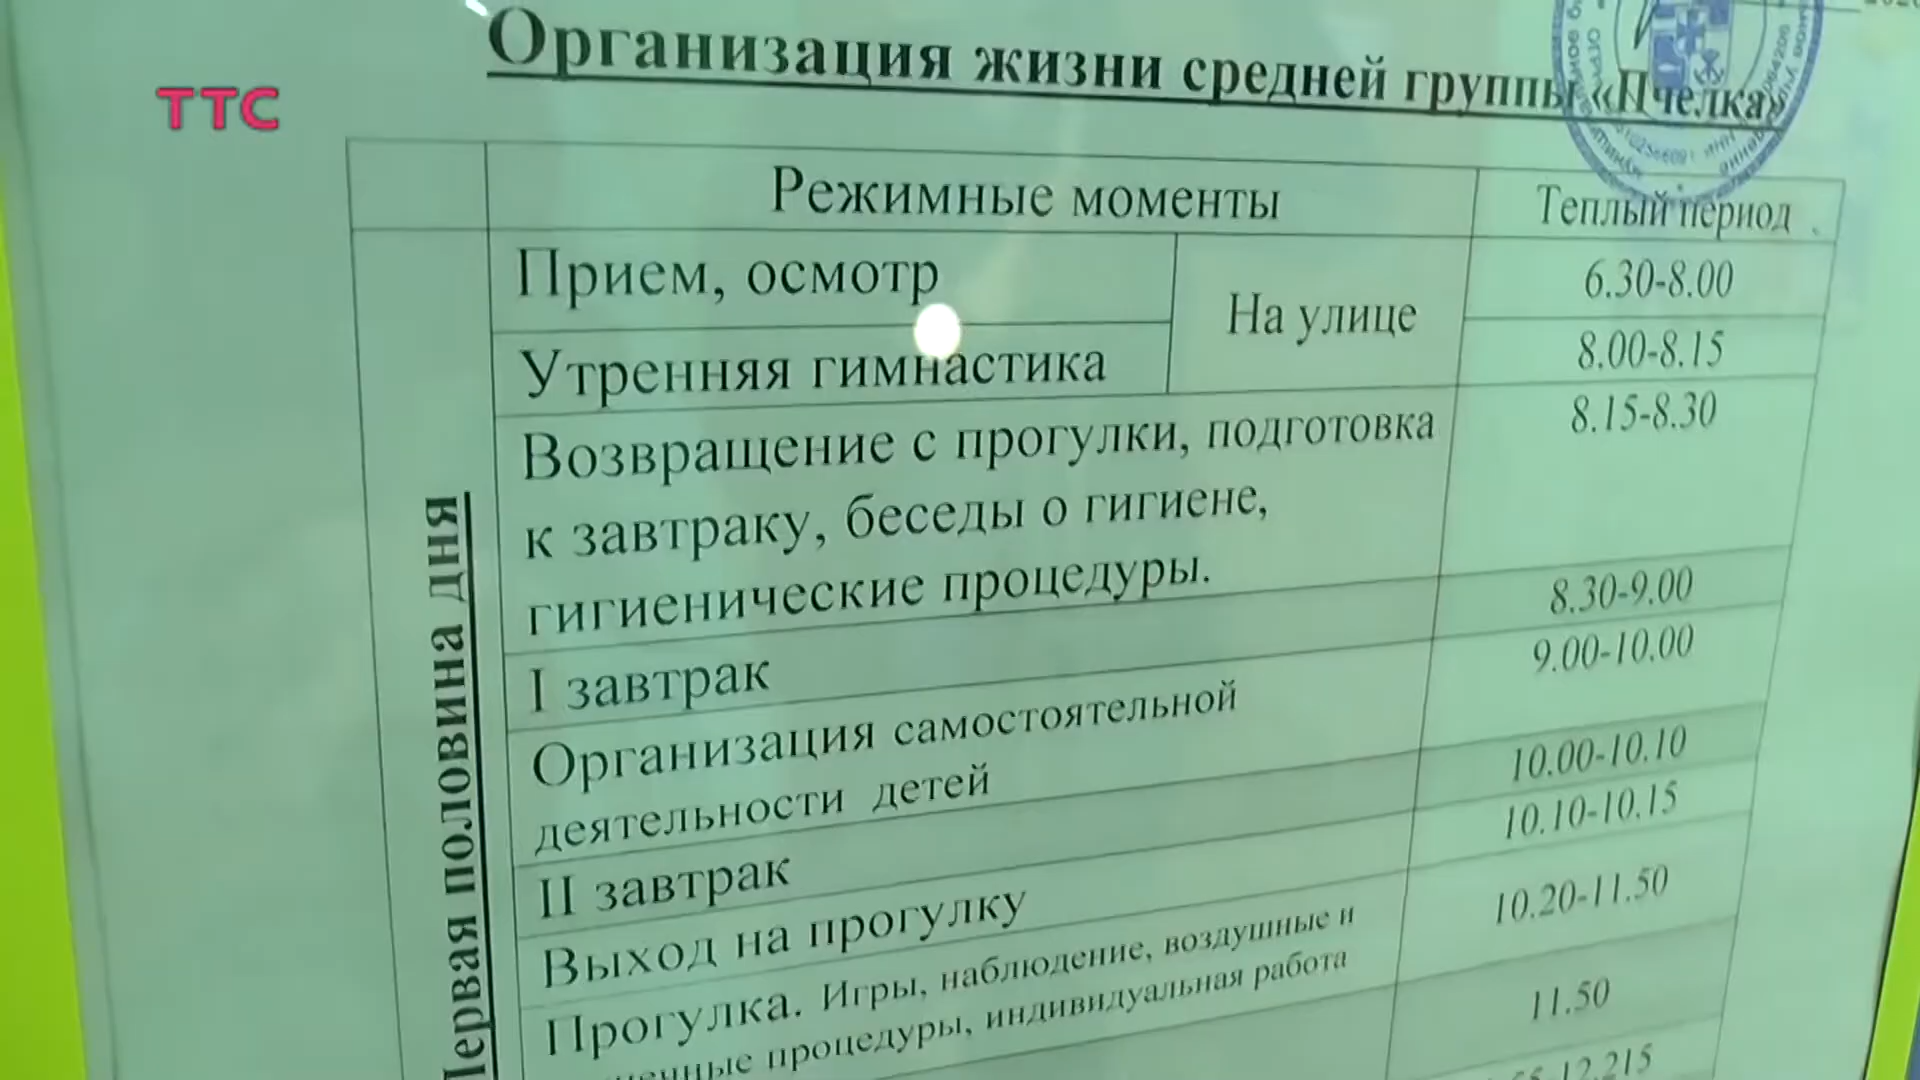 Организация жизни средней группы «Пчелка»
ТТС
Режимные моменты
Теплый период
Прием, осмотр
На улице
6.30-8.00
Утренняя гимнастика
8.00-8.15
Возвращение с прогулки, подготовка
к завтраку, беседы о гигиене,
гигиенические процедуры.
8.15-8.30
I завтрак
8.30-9.00
Организация самостоятельной
деятельности детей
9.00-10.00
II завтрак
10.00-10.10
Выход на прогулку
10.10-10.15
Прогулка. Игры, наблюдение, воздушные и
процедуры, индивидуальная работа
10.20-11.50
11.50
12.215
Первая половина дня